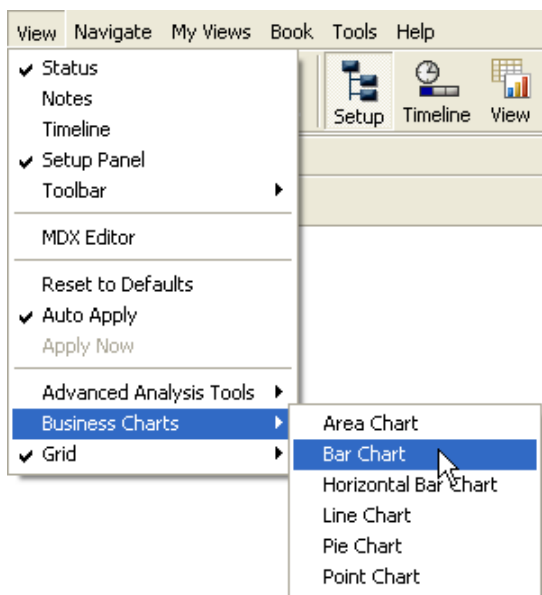 View Navigate My Views Book Tools Help
Status
Notes
Timeline
Setup Panel
Toolbar
MDX Editor
Reset to Defaults
Auto Apply
Apply Now
Advanced Analysis Tools
Business Charts
Grid
Setup Timeline View
Area Chart
Bar Chart
Horizontal Bar Chart
Line Chart
Pie Chart
Point Chart